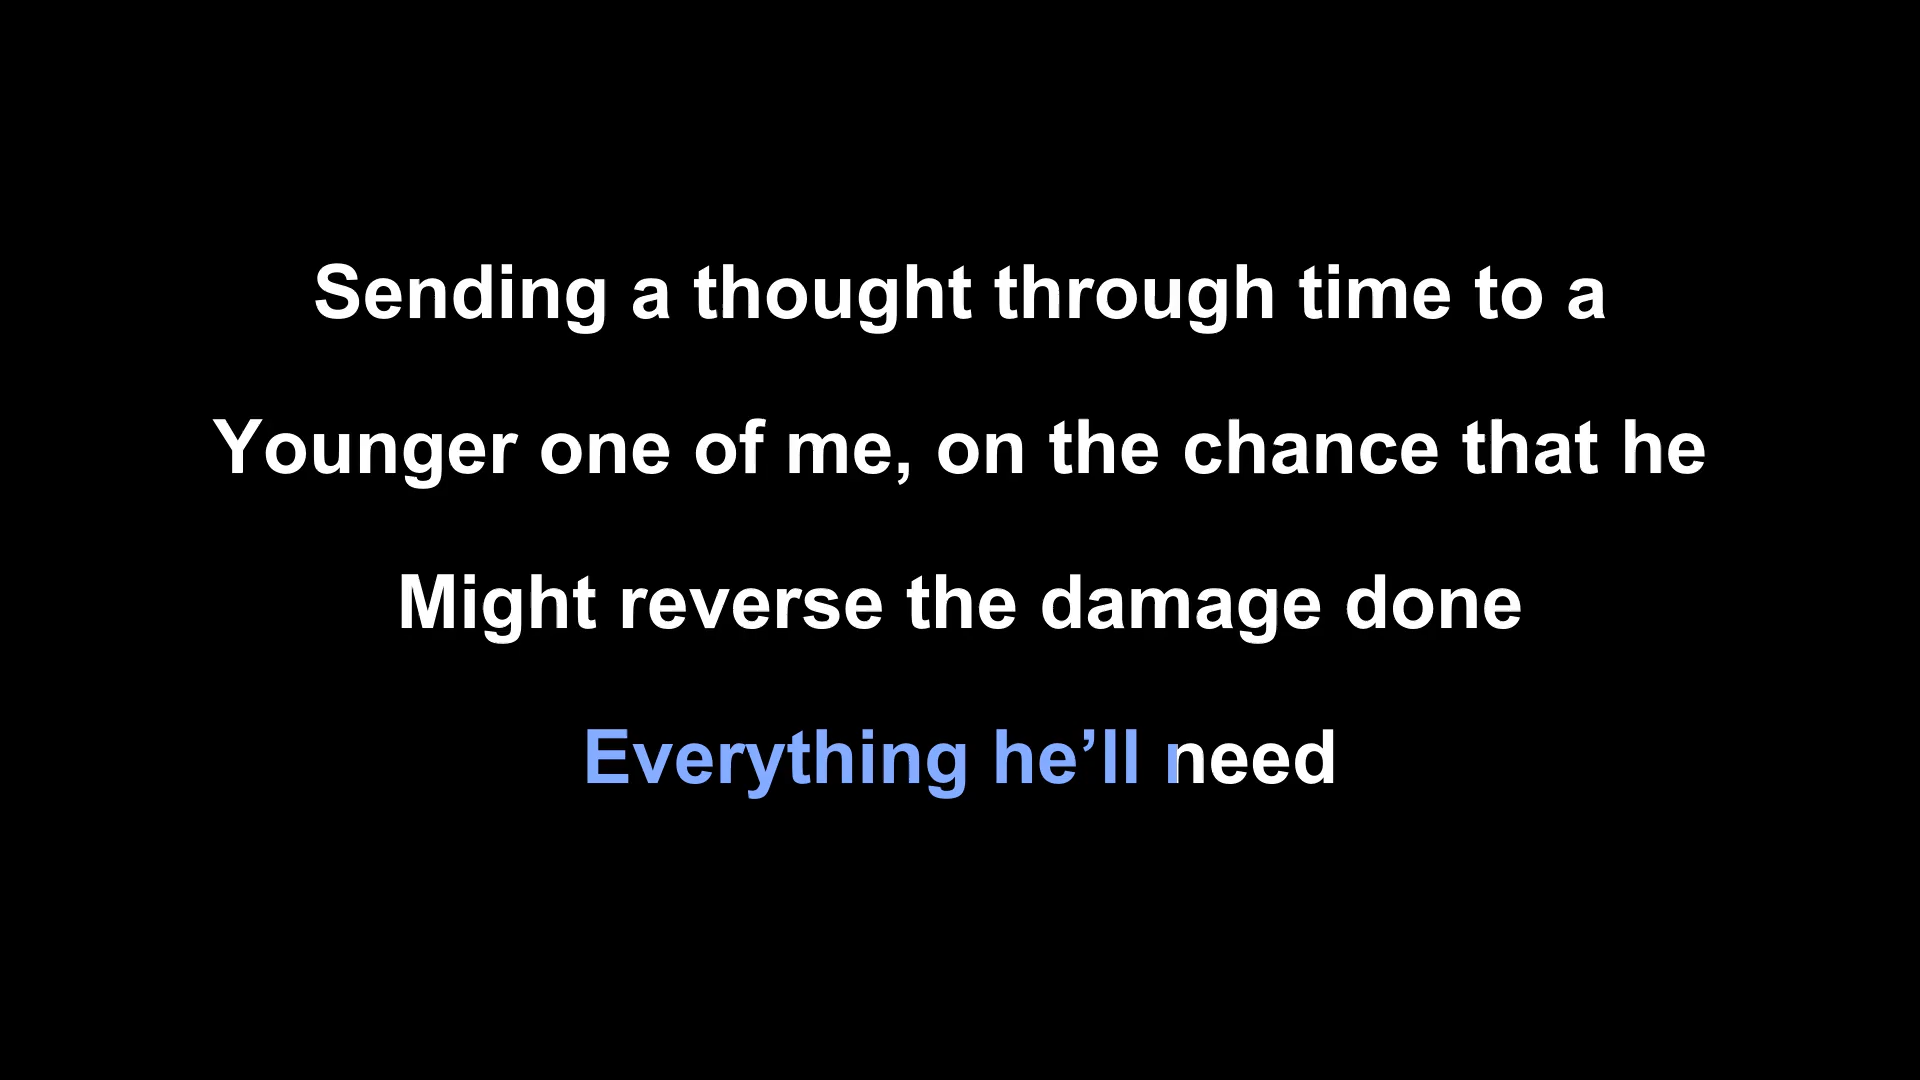 Sending a thought through time to a
Younger one of me, on the chance that he
Might reverse the damage done
Everything he’ll need